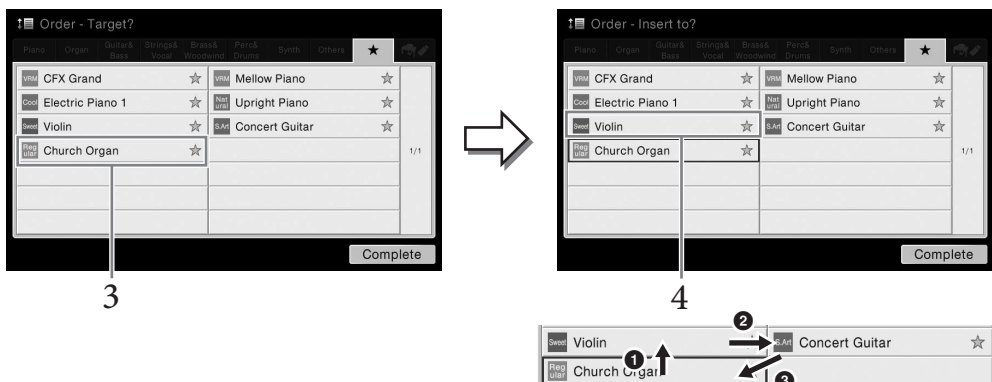 Order - Target?
Piano Organ Guitar& Bass Strings& Vocal Brass& Woodwind Perc& Drums Synth Others
VRM CFX Grand VRM Mellow Piano
Cool Electric Piano 1 Natural Upright Piano
Sweet Violin S.Art Concert Guitar
Regular Church Organ
1/1
Complete
3
Order - Insert to?
Piano Organ Guitar& Bass Strings& Vocal Brass& Woodwind Perc& Drums Synth Others
VRM CFX Grand VRM Mellow Piano
Cool Electric Piano 1 Natural Upright Piano
Sweet Violin S.Art Concert Guitar
Regular Church Organ
1/1
Complete
4
2
Sweet Violin S.Art Concert Guitar
1
Regular Church Organ
3